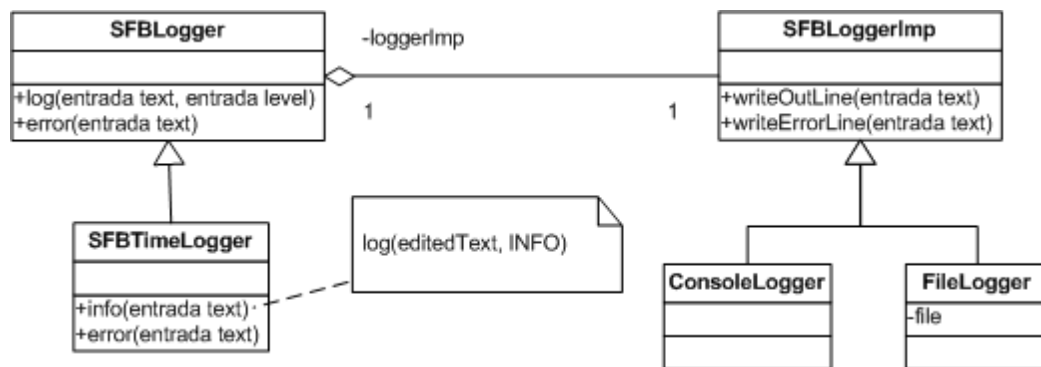 SFBLogger
+log(entrada text, entrada level)
+error(entrada text)
-loggerImp
1
1
SFBLoggerImp
+writeOutLine(entrada text)
+writeErrorLine(entrada text)
SFBTimeLogger
+info(entrada text)
+error(entrada text)
log(editedText, INFO)
ConsoleLogger
FileLogger
-file